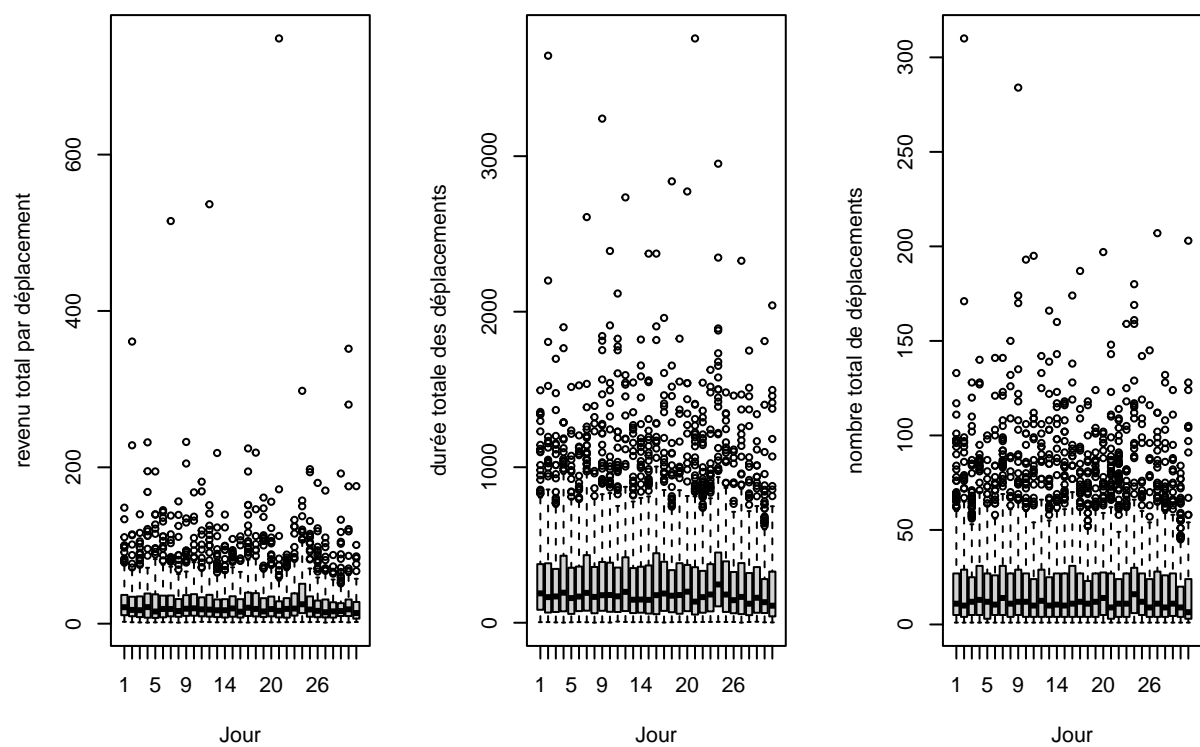 revenu total par déplacement
600
400
200
0
1 5 9 14 20 26
Jour
durée totale des déplacements
3000
2000
1000
0
1 5 9 14 20 26
Jour
nombre total de déplacements
300
250
200
150
100
50
0
1 5 9 14 20 26
Jour